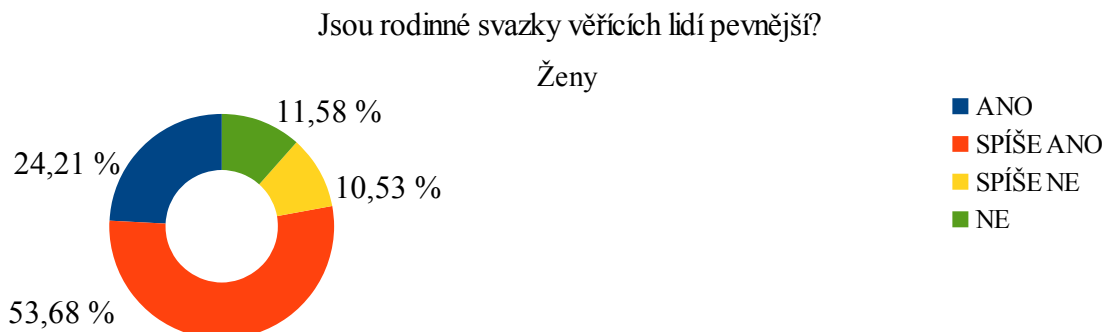 Jsou rodinné svazky věřících lidí pevnější?
Ženy
11,58 %
24,21 %
10,53 %
53,68 %
ANO
SPÍŠE ANO
SPÍŠE NE
NE